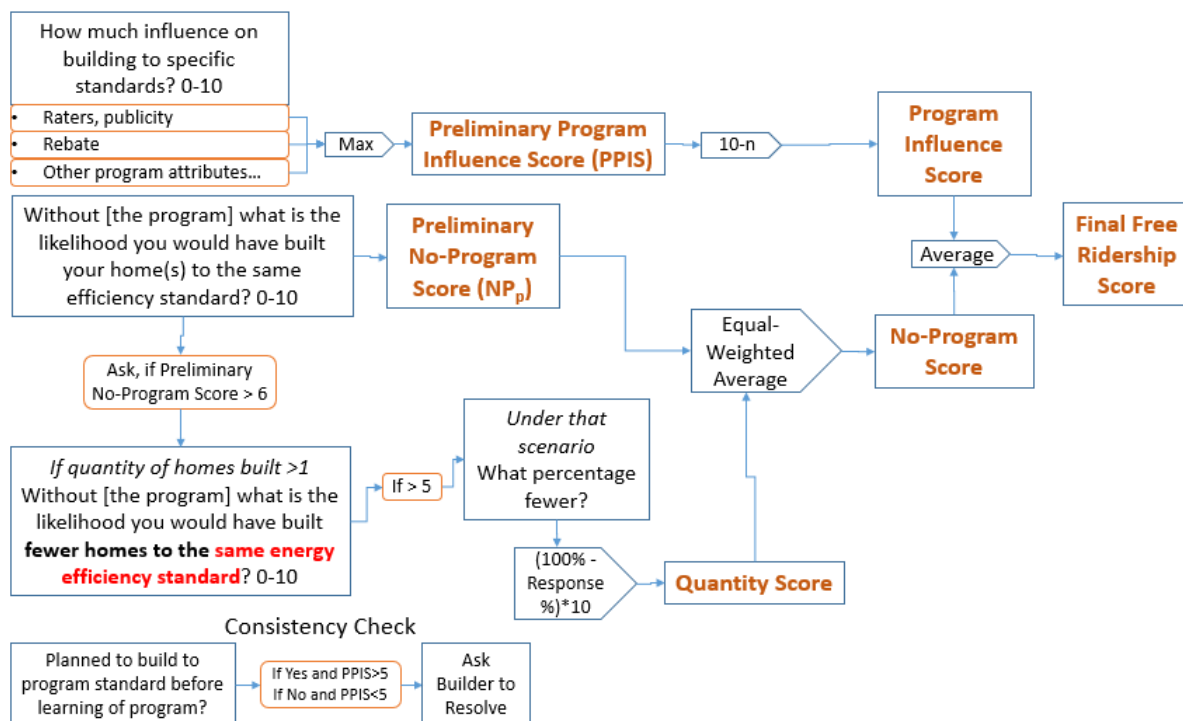 How much influence on
building to specific
standards? 0-10
• Raters, publicity
• Rebate
• Other program attributes...
Max
Preliminary Program
Influence Score (PPIS)
10-n
Program
Influence
Score
Without [the program] what is the
likelihood you would have built
your home(s) to the same
efficiency standard? 0-10
Preliminary
No-Program
Score (NPp)
Average
Final Free
Ridership
Score
Equal-
Weighted
Average
No-Program
Score
Ask, if Preliminary
No-Program Score > 6
If quantity of homes built >1
Without [the program] what is the
likelihood you would have built
fewer homes to the same energy
efficiency standard? 0-10
If > 5
Under that
scenario
What percentage
fewer?
(100% -
Response
%)*10
Quantity Score
Consistency Check
Planned to build to
program standard before
learning of program?
If Yes and PPIS>5
If No and PPIS<5
Ask
Builder to
Resolve